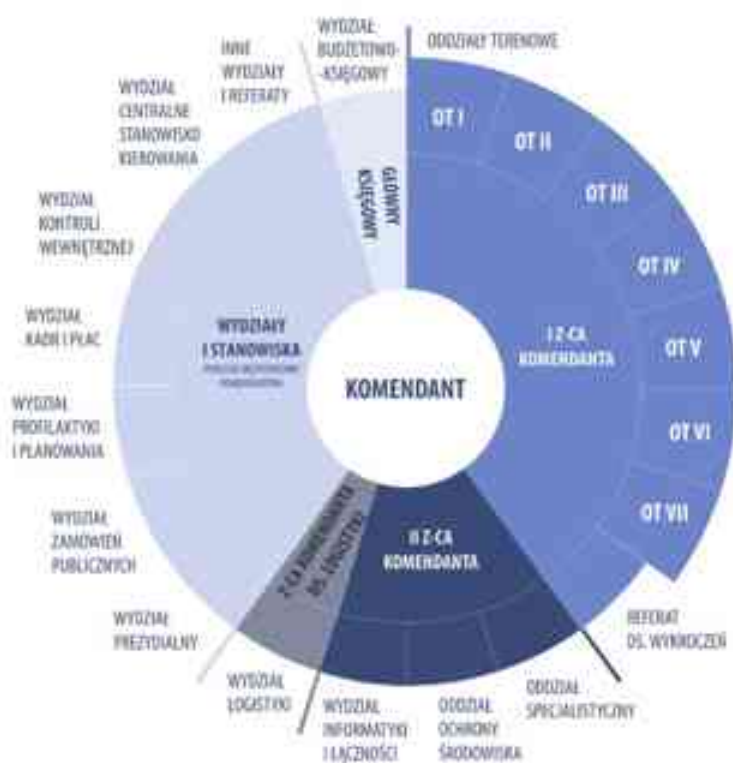 WYDZIAŁ
BUDŻETOWO-
-KSIĘGOWY
ODDZIAŁY TERENOWE
INNE
WYDZIAŁY
I REFERATY
WYDZIAŁ
CENTRALNE
STANOWISKO
KIEROWANIA
WYDZIAŁ
KONTROLI
WEWNĘTRZNEJ
WYDZIAŁ
KADR I PŁAC
WYDZIAŁ
PROFILAKTYKI
I PLANOWANIA
WYDZIAŁ
ZAMÓWIEŃ
PUBLICZNYCH
WYDZIAŁ
PREZYDIALNY
WYDZIAŁ
LOGISTYKI
WYDZIAŁ
INFORMATYKI
I ŁĄCZNOŚCI
ODDZIAŁ
OCHRONY
ŚRODOWISKA
ODDZIAŁ
SPECJALISTYCZNY
REFERAT
DS. WYKROCZEŃ
OT I
OT II
OT III
OT IV
OT V
OT VI
OT VII
GŁÓWNY
KSIĘGOWY
I Z-CA
KOMENDANTA
WYDZIAŁY
I STANOWISKA
KOMENDANT
II Z-CA
KOMENDANTA
Z-CA KOMENDANTA
DS. LOGISTYKI